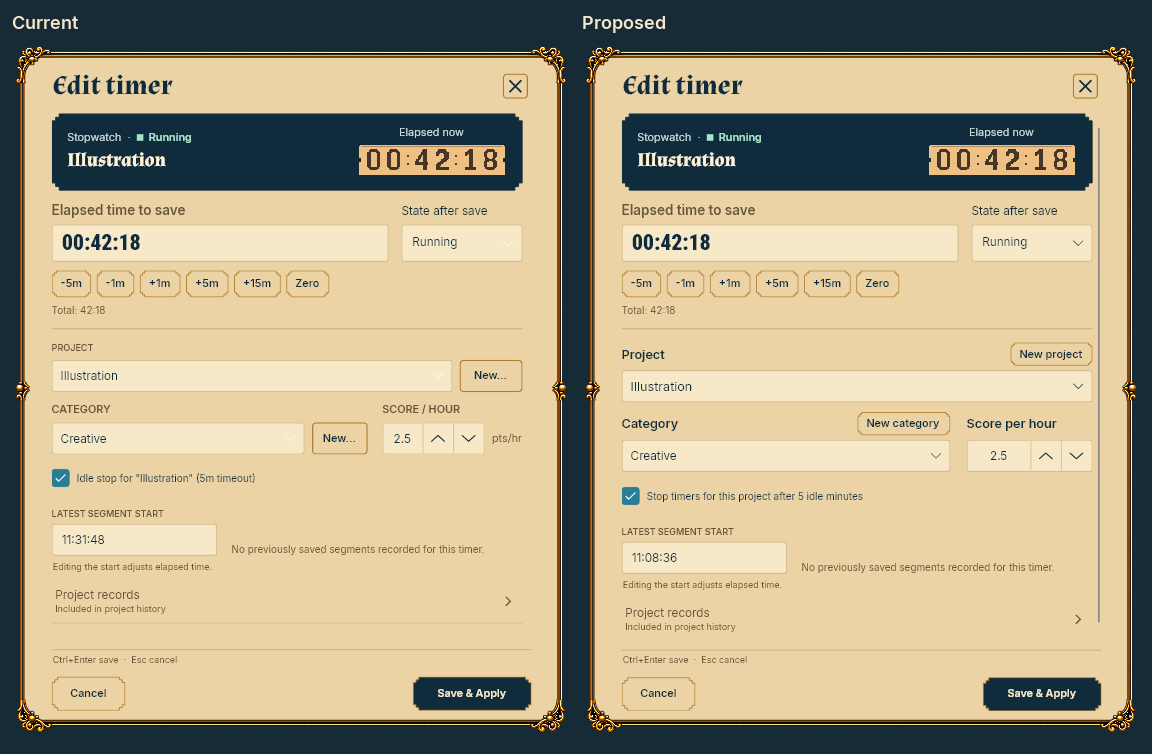 Current
Edit timer
Stopwatch · Running
Illustration
Elapsed now
00:42:18
Elapsed time to save
State after save
00:42:18
Running
-5m -1m +1m +5m +15m Zero
Total: 42:18
PROJECT
Illustration
New...
CATEGORY
SCORE / HOUR
Creative
New...
2.5
pts/hr
Idle stop for "Illustration" (5m timeout)
LATEST SEGMENT START
11:31:48
No previously saved segments recorded for this timer.
Editing the start adjusts elapsed time.
Project records
Included in project history
Ctrl+Enter save · Esc cancel
Cancel
Save & Apply
Proposed
Edit timer
Stopwatch · Running
Illustration
Elapsed now
00:42:18
Elapsed time to save
State after save
00:42:18
Running
-5m -1m +1m +5m +15m Zero
Total: 42:18
Project
New project
Illustration
Category
New category
Score per hour
Creative
2.5
Stop timers for this project after 5 idle minutes
LATEST SEGMENT START
11:08:36
No previously saved segments recorded for this timer.
Editing the start adjusts elapsed time.
Project records
Included in project history
Ctrl+Enter save · Esc cancel
Cancel
Save & Apply